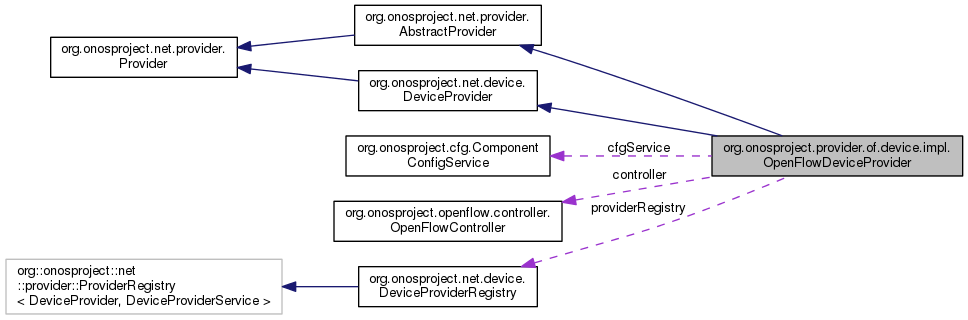 org.onosproject.net.provider.
AbstractProvider
org.onosproject.net.provider.
Provider
org.onosproject.net.device.
DeviceProvider
org.onosproject.cfg.Component
ConfigService
cfgService
org.onosproject.provider.of.device.impl.
OpenFlowDeviceProvider
controller
org.onosproject.openflow.controller.
OpenFlowController
providerRegistry
org::onosproject::net
::provider::ProviderRegistry
< DeviceProvider, DeviceProviderService >
org.onosproject.net.device.
DeviceProviderRegistry